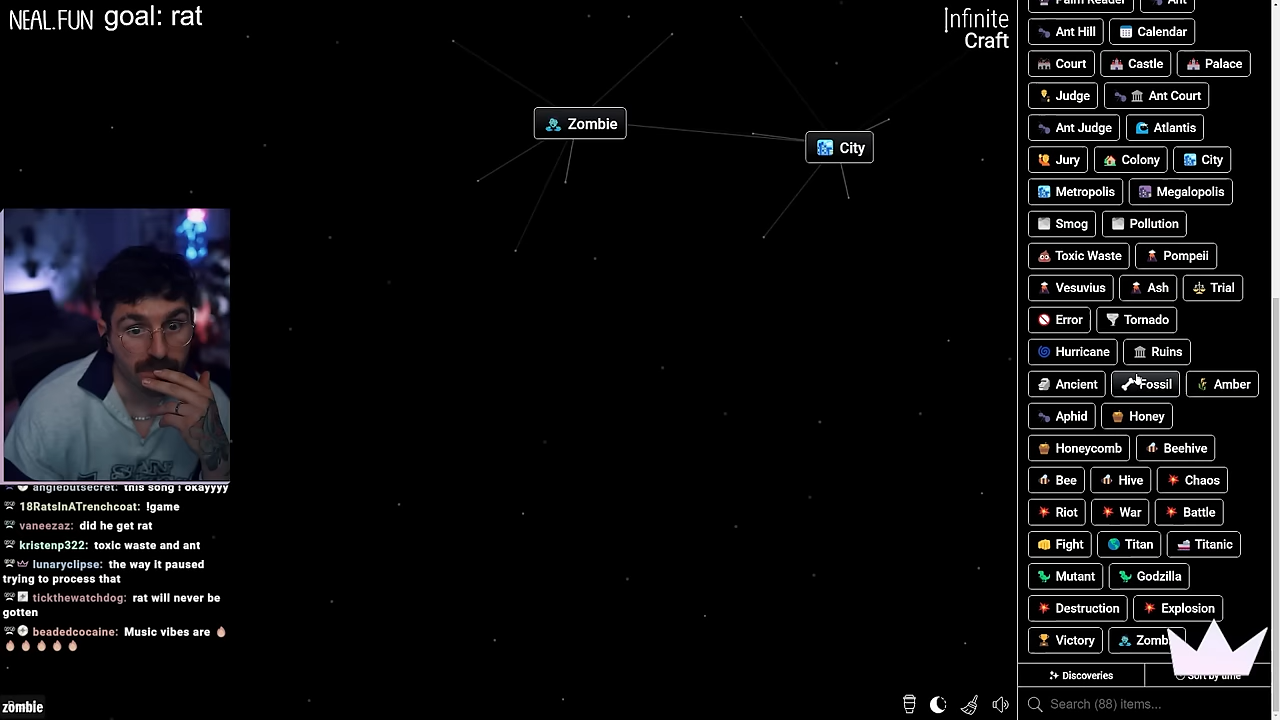 NEAL.FUN goal: rat
Infinite Craft
Zombie
City
Ant Hill Calendar
Court Castle Palace
Judge Ant Court
Ant Judge Atlantis
Jury Colony City
Metropolis Megalopolis
Smog Pollution
Toxic Waste Pompeii
Vesuvius Ash Trial
Error Tornado
Hurricane Ruins
Ancient Fossil Amber
Aphid Honey
Honeycomb Beehive
Bee Hive Chaos
Riot War Battle
Fight Titan Titanic
Mutant Godzilla
Destruction Explosion
Victory Zomb
Discoveries
Search (88) items...
angiebutsecret: this song i okayyyy
18RatsInATrenchcoat: !game
vaneezaz: did he get rat
kristenp322: toxic waste and ant
lunaryclipse: the way it paused
trying to process that
tickthewatchdog: rat will never be
gotten
beadedcocaine: Music vibes are
zombie